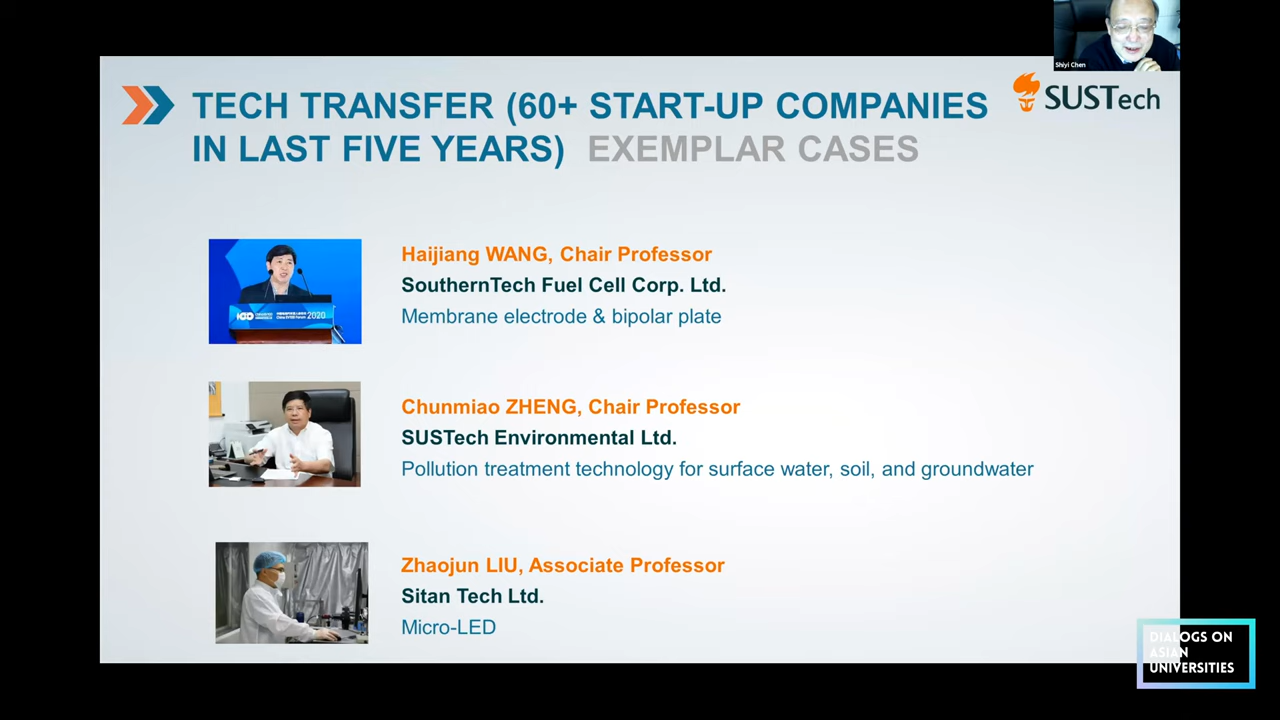 Shiyi Chen
SUSTech
TECH TRANSFER (60+ START-UP COMPANIES
IN LAST FIVE YEARS) EXEMPLAR CASES
2020
Haijiang WANG, Chair Professor
SouthernTech Fuel Cell Corp. Ltd.
Membrane electrode & bipolar plate
Chunmiao ZHENG, Chair Professor
SUSTech Environmental Ltd.
Pollution treatment technology for surface water, soil, and groundwater
Zhaojun LIU, Associate Professor
Sitan Tech Ltd.
Micro-LED
DIALOGS ON
ASIAN
UNIVERSITIES